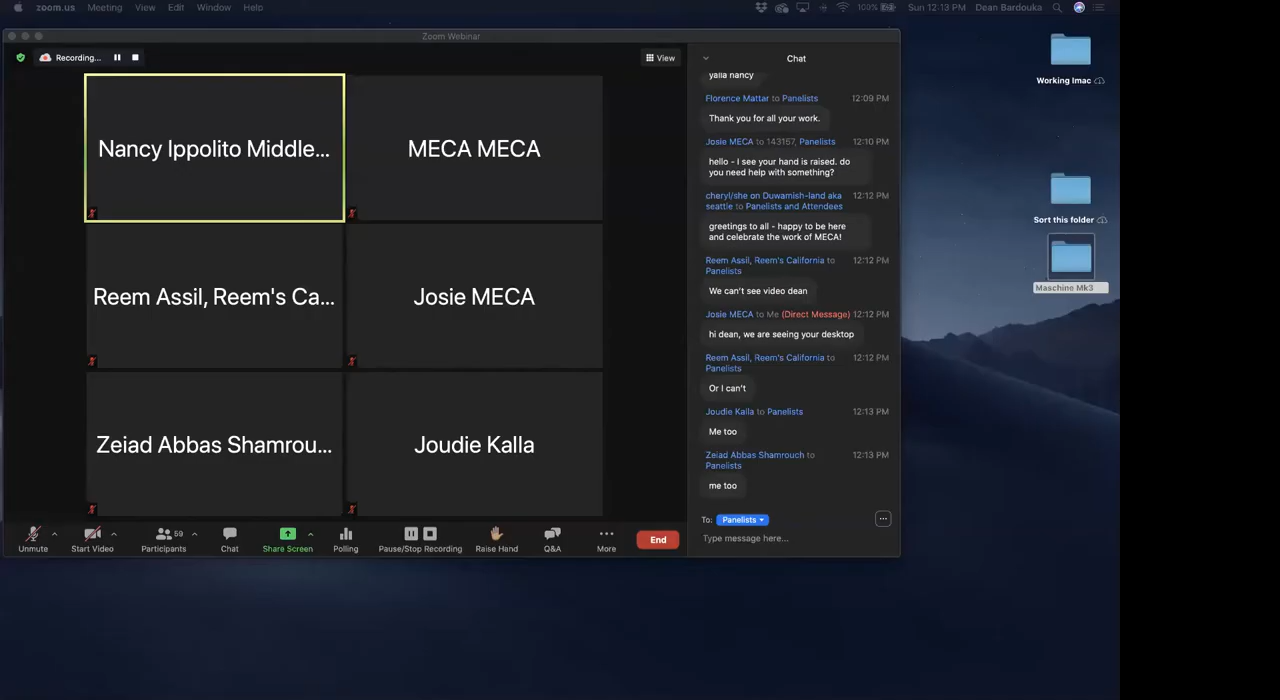 zoom.us Meeting View Edit Window Help
100% Sun 12:13 PM Dean Bardouka
Zoom Webinar
Recording...
View
Chat
Nancy Ippolito Middle...
MECA MECA
Reem Assil, Reem's Ca...
Josie MECA
Zeiad Abbas Shamrou...
Joudie Kalla
yalla nancy
Florence Mattar to Panelists 12:09 PM
Thank you for all your work.
Josie MECA to 143167, Panelists 12:10 PM
hello - I see your hand is raised. do
you need help with something?
cheryl/she on Duwamish-land aka 12:12 PM
seattle to Panelists and Attendees
greetings to all - happy to be here
and celebrate the work of MECA!
Reem Assil, Reem's California to 12:12 PM
Panelists
We can't see video dean
Josie MECA to Me (Direct Message) 12:12 PM
hi dean, we are seeing your desktop
Reem Assil, Reem's California to 12:12 PM
Panelists
Or I can't
Joudie Kalla to Panelists 12:13 PM
Me too
Zeiad Abbas Shamrouch to 12:13 PM
Panelists
me too
To: Panelists
Type message here...
Unmute
Start Video
59
Participants
Chat
Share Screen
Polling
Pause/Stop Recording
Raise Hand
Q&A
More
End
Working Imac
Sort this folder
Maschine Mk3